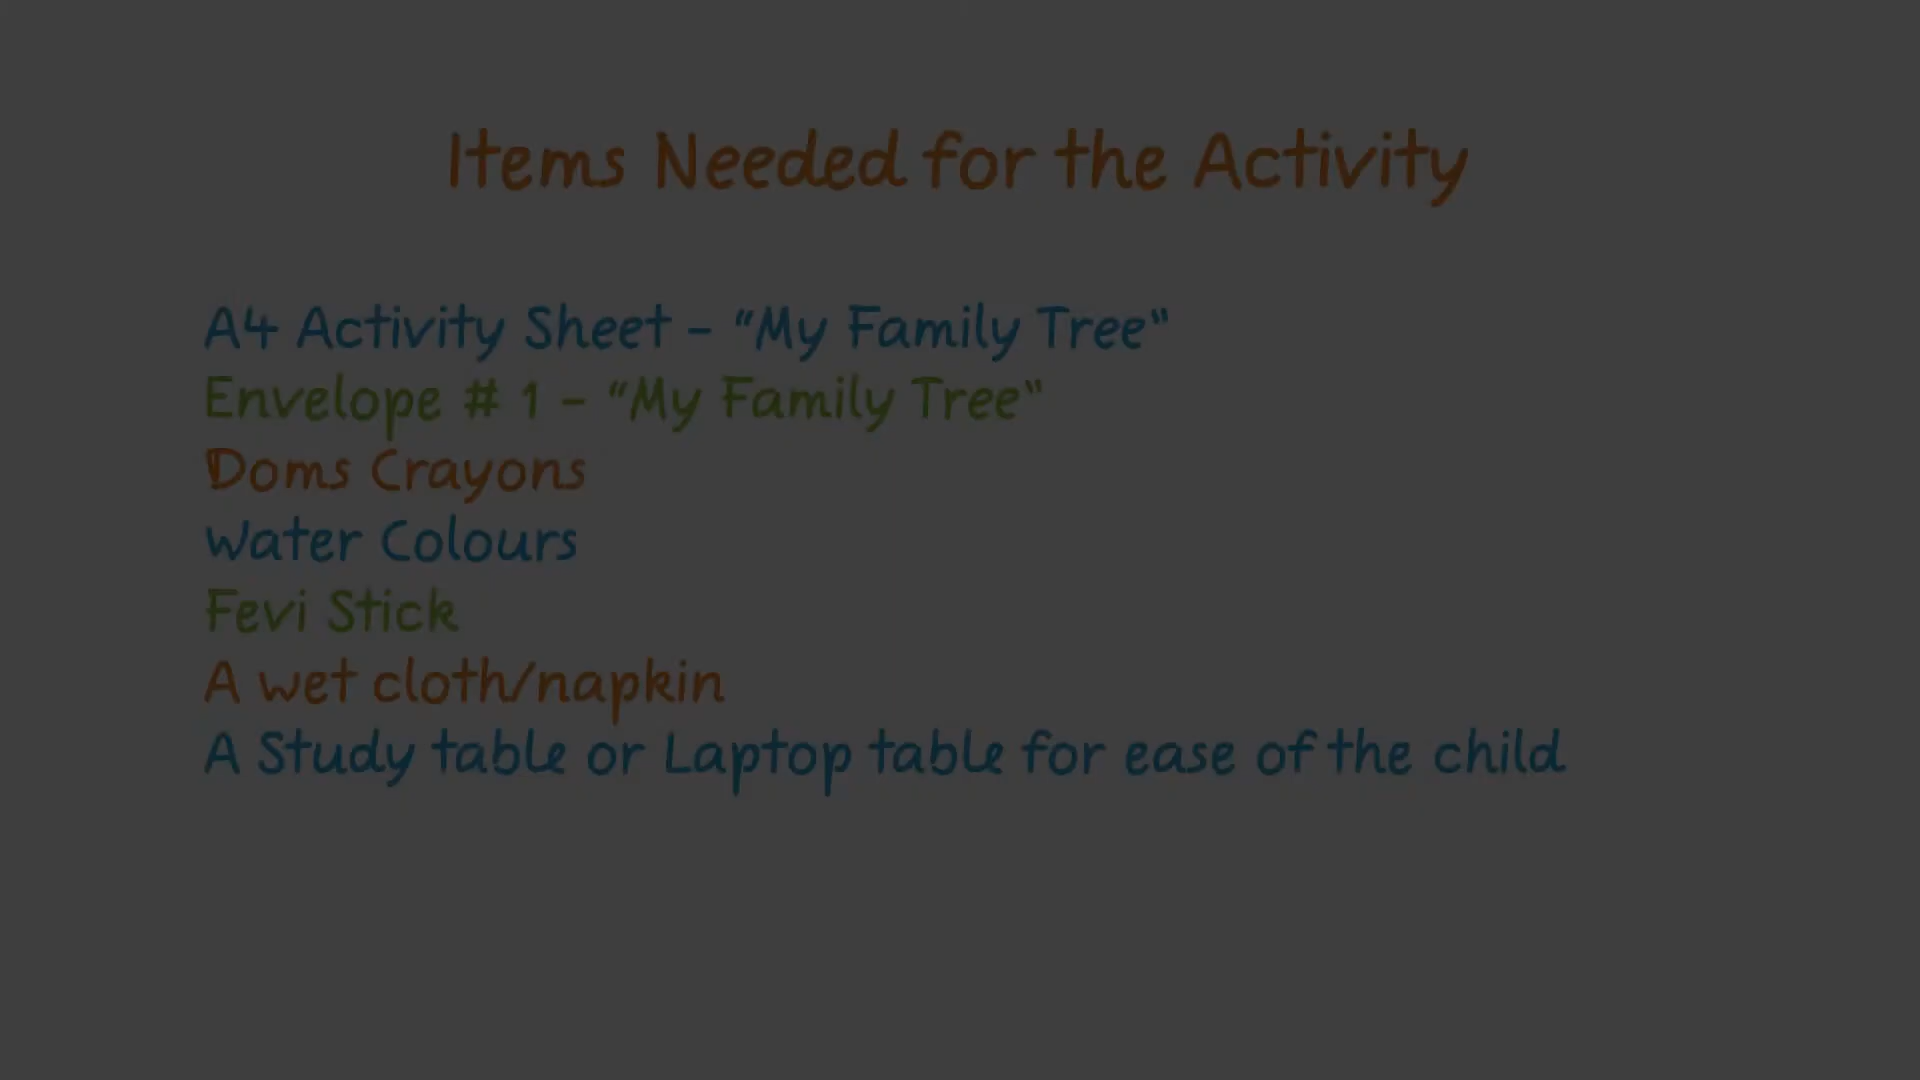 Items Needed for the Activity
A4 Activity Sheet - "My Family Tree"
Envelope # 1 - "My Family Tree"
Doms Crayons
Water Colours
Fevi Stick
A wet cloth/napkin
A Study table or Laptop table for ease of the child